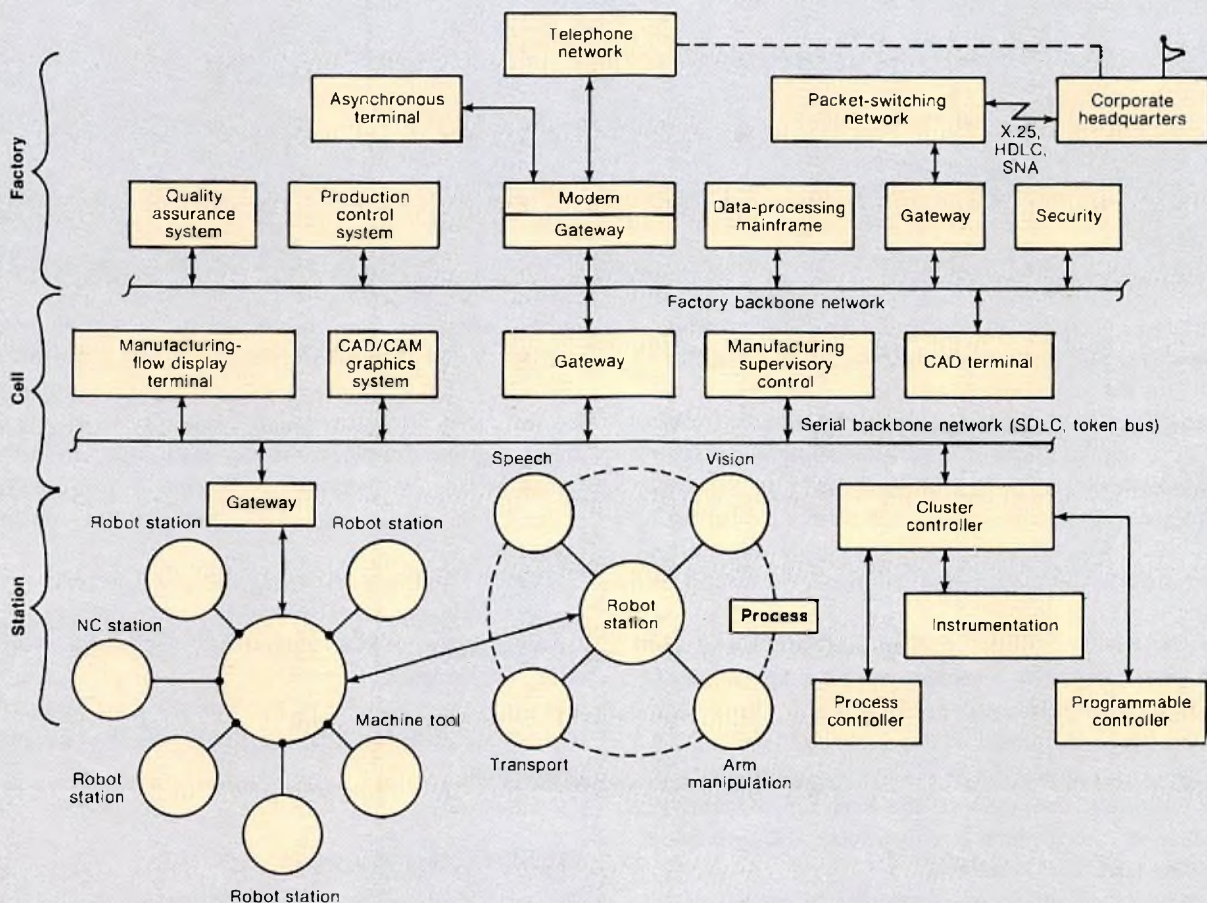 Telephone
network
Asynchronous
terminal
Packet-switching
network
Corporate
headquarters
X.25,
HDLC,
SNA
Factory
Quality
assurance
system
Production
control
system
Modem
Gateway
Data-processing
mainframe
Gateway
Security
Factory backbone network
Cell
Manufacturing-
flow display
terminal
CAD/CAM
graphics
system
Gateway
Manufacturing
supervisory
control
CAD terminal
Serial backbone network (SDLC, token bus)
Station
Gateway
Robot station
Robot station
NC station
Robot
station
Robot station
Machine tool
Speech
Vision
Robot
station
Process
Transport
Arm
manipulation
Cluster
controller
Instrumentation
Process
controller
Programmable
controller